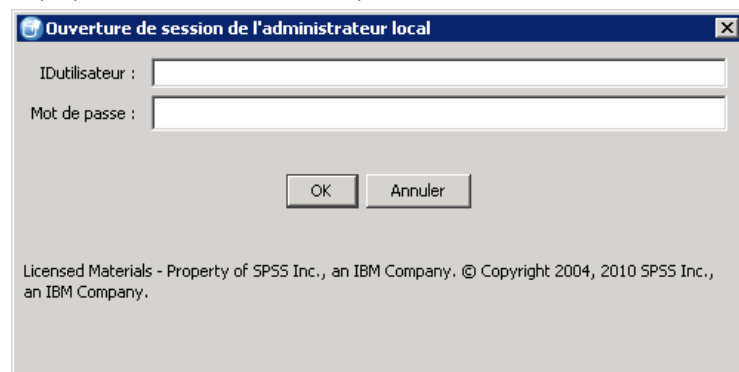 Ouverture de session de l'administrateur local
IDutilisateur :
Mot de passe :
OK Annuler
Licensed Materials - Property of SPSS Inc., an IBM Company. © Copyright 2004, 2010 SPSS Inc.,
an IBM Company.